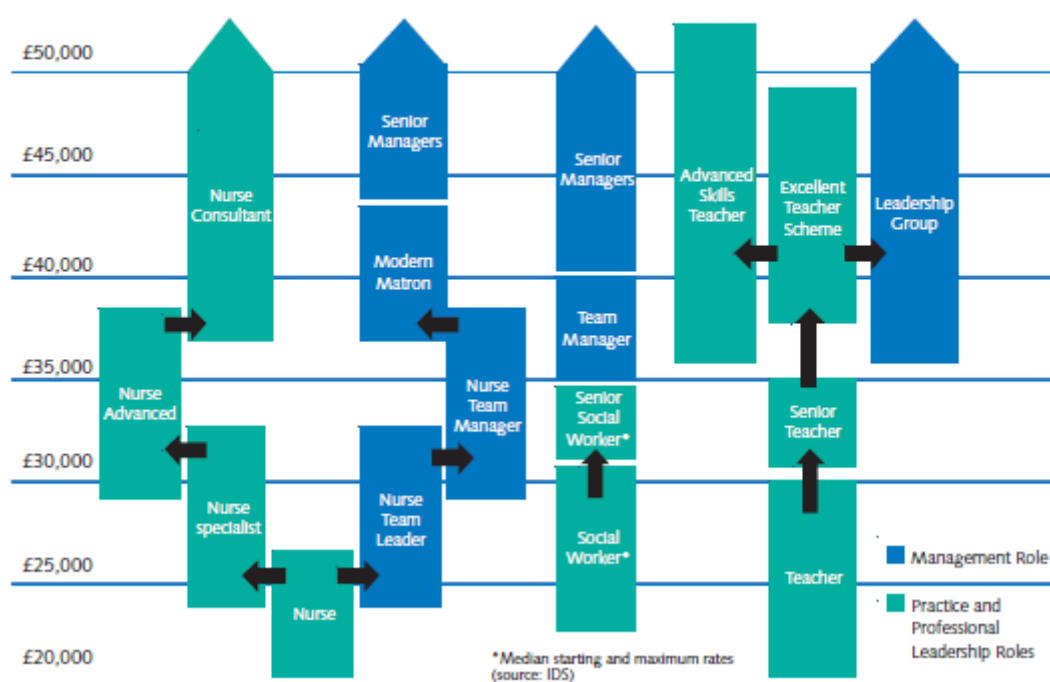 £50,000
£45,000
£40,000
£35,000
£30,000
£25,000
£20,000
Nurse
Consultant
Nurse
Advanced
Nurse
specialist
Nurse
Senior
Managers
Modern
Matron
Nurse
Team
Manager
Nurse
Team
Leader
Senior
Managers
Team
Manager
Senior
Social
Worker*
Social
Worker*
Advanced
Skills
Teacher
Excellent
Teacher
Scheme
Senior
Teacher
Teacher
Leadership
Group
Management Role
Practice and
Professional
Leadership Roles
*Median starting and maximum rates
(source: IDS)